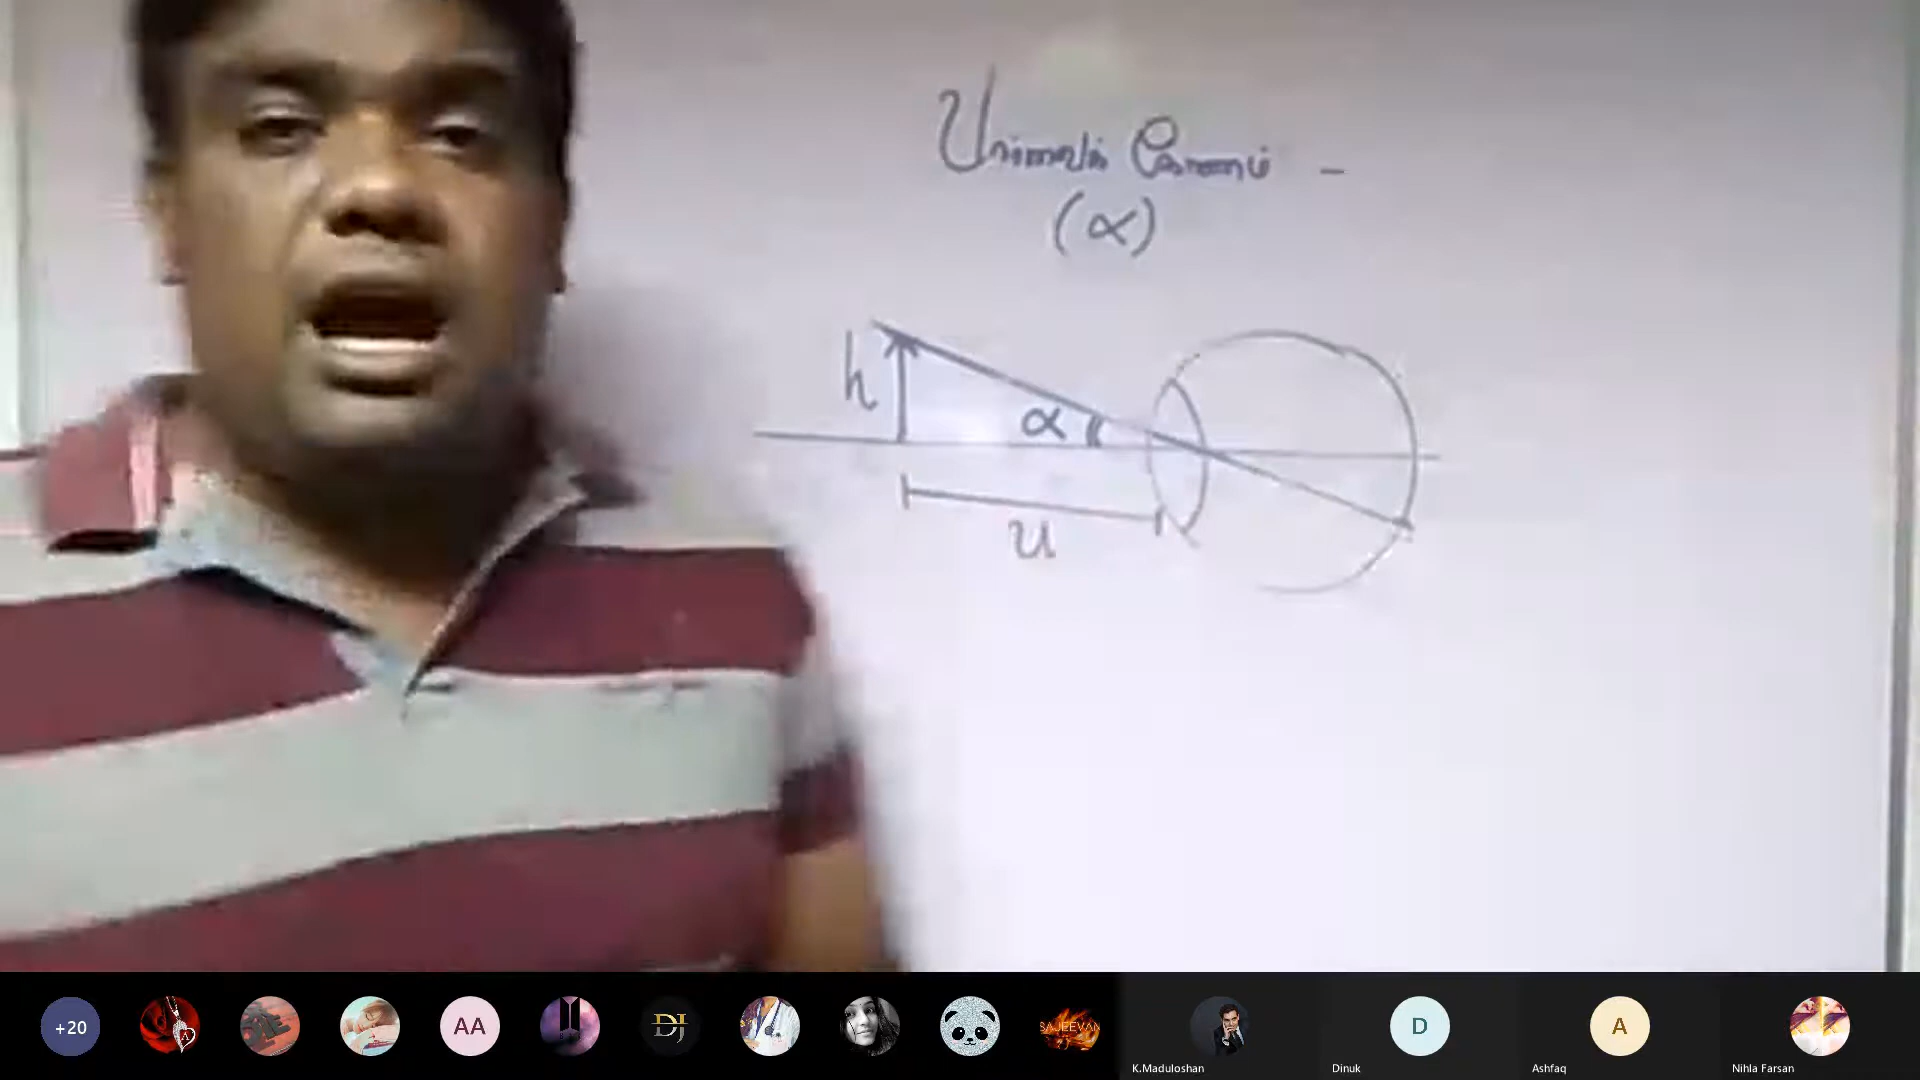 பார்வைக் கோணம் -
(α)
h
α
u
+20
A
AA
DJ
SAJEEVAN
D
A
K.Maduloshan
Dinuk
Ashfaq
Nihla Farsan